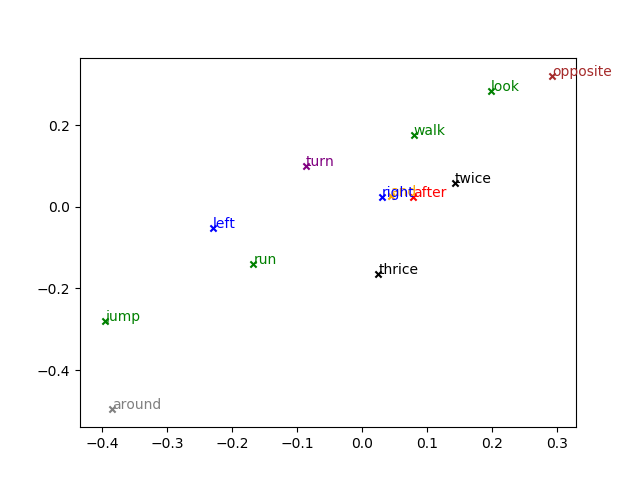 opposite
look
walk
turn
twice
right
and
after
left
run
thrice
jump
around
0.2
0.0
−0.2
−0.4
−0.4 −0.3 −0.2 −0.1 0.0 0.1 0.2 0.3